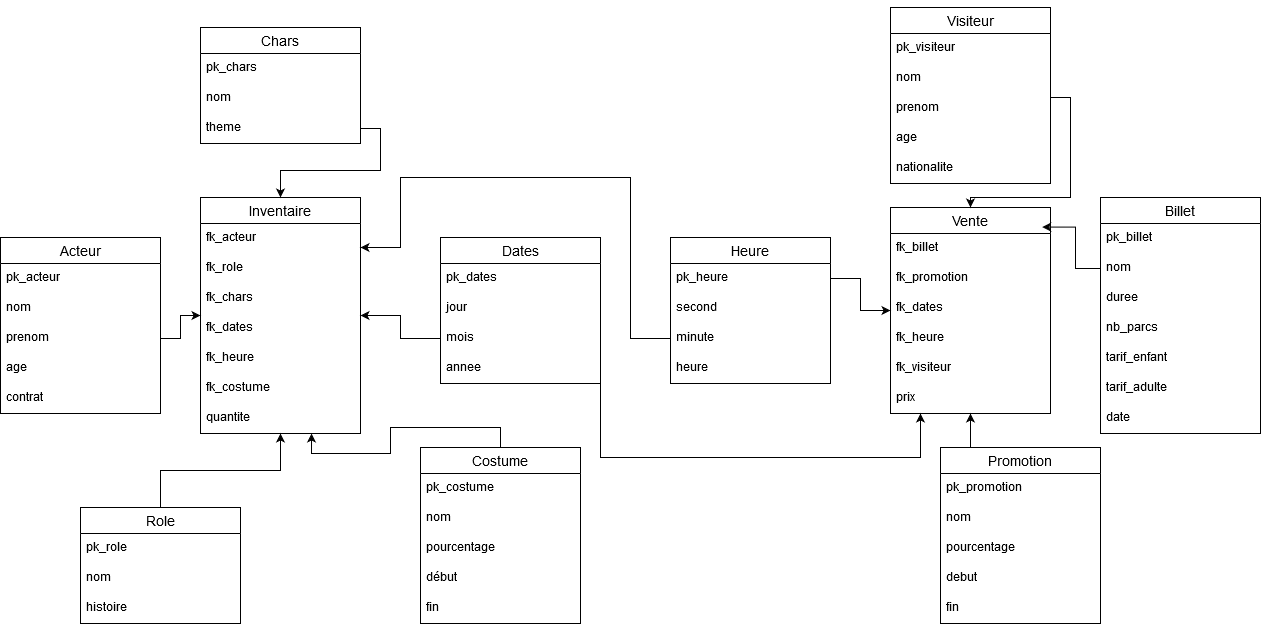 Chars
pk_chars
nom
theme
Visiteur
pk_visiteur
nom
prenom
age
nationalite
Acteur
pk_acteur
nom
prenom
age
contrat
Inventaire
fk_acteur
fk_role
fk_chars
fk_dates
fk_heure
fk_costume
quantite
Dates
pk_dates
jour
mois
annee
Heure
pk_heure
second
minute
heure
Vente
fk_billet
fk_promotion
fk_dates
fk_heure
fk_visiteur
prix
Billet
pk_billet
nom
duree
nb_parcs
tarif_enfant
tarif_adulte
date
Role
pk_role
nom
histoire
Costume
pk_costume
nom
pourcentage
début
fin
Promotion
pk_promotion
nom
pourcentage
debut
fin